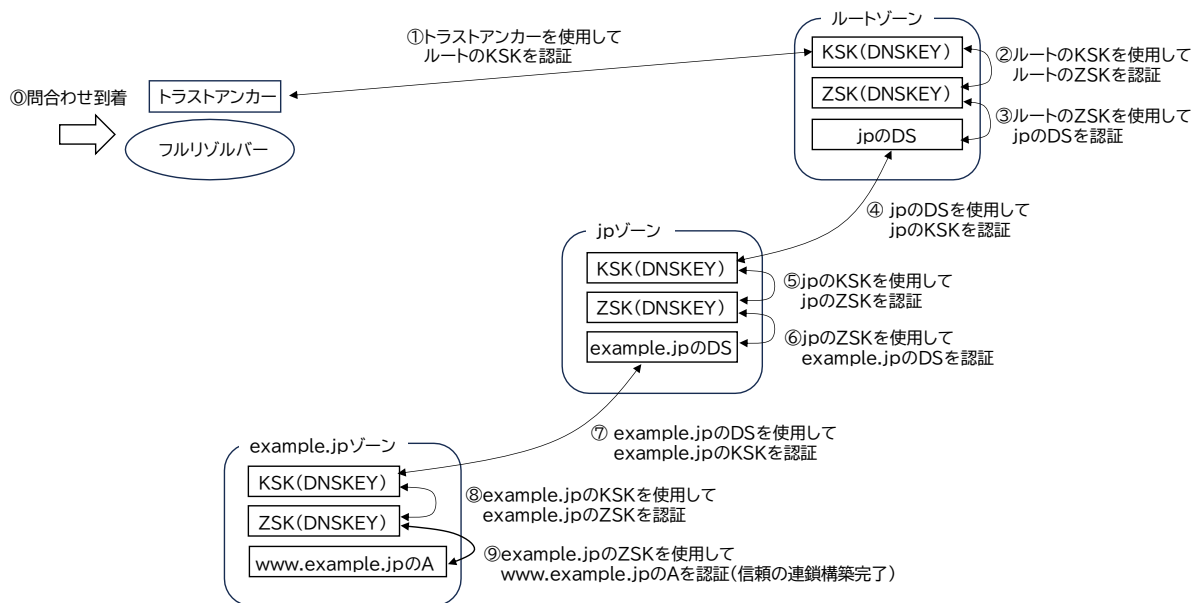 ルートゾーン
①トラストアンカーを使用して
ルートのKSKを認証
KSK(DNSKEY)
②ルートのKSKを使用して
ルートのZSKを認証
⓪問合わせ到着
トラストアンカー
ZSK(DNSKEY)
③ルートのZSKを使用して
jpのDSを認証
フルリゾルバー
jpのDS
④ jpのDSを使用して
jpのKSKを認証
jpゾーン
KSK(DNSKEY)
⑤jpのKSKを使用して
jpのZSKを認証
ZSK(DNSKEY)
⑥jpのZSKを使用して
example.jpのDSを認証
example.jpのDS
⑦ example.jpのDSを使用して
example.jpのKSKを認証
example.jpゾーン
KSK(DNSKEY)
⑧example.jpのKSKを使用して
example.jpのZSKを認証
ZSK(DNSKEY)
⑨example.jpのZSKを使用して
www.example.jpのAを認証(信頼の連鎖構築完了)
www.example.jpのA